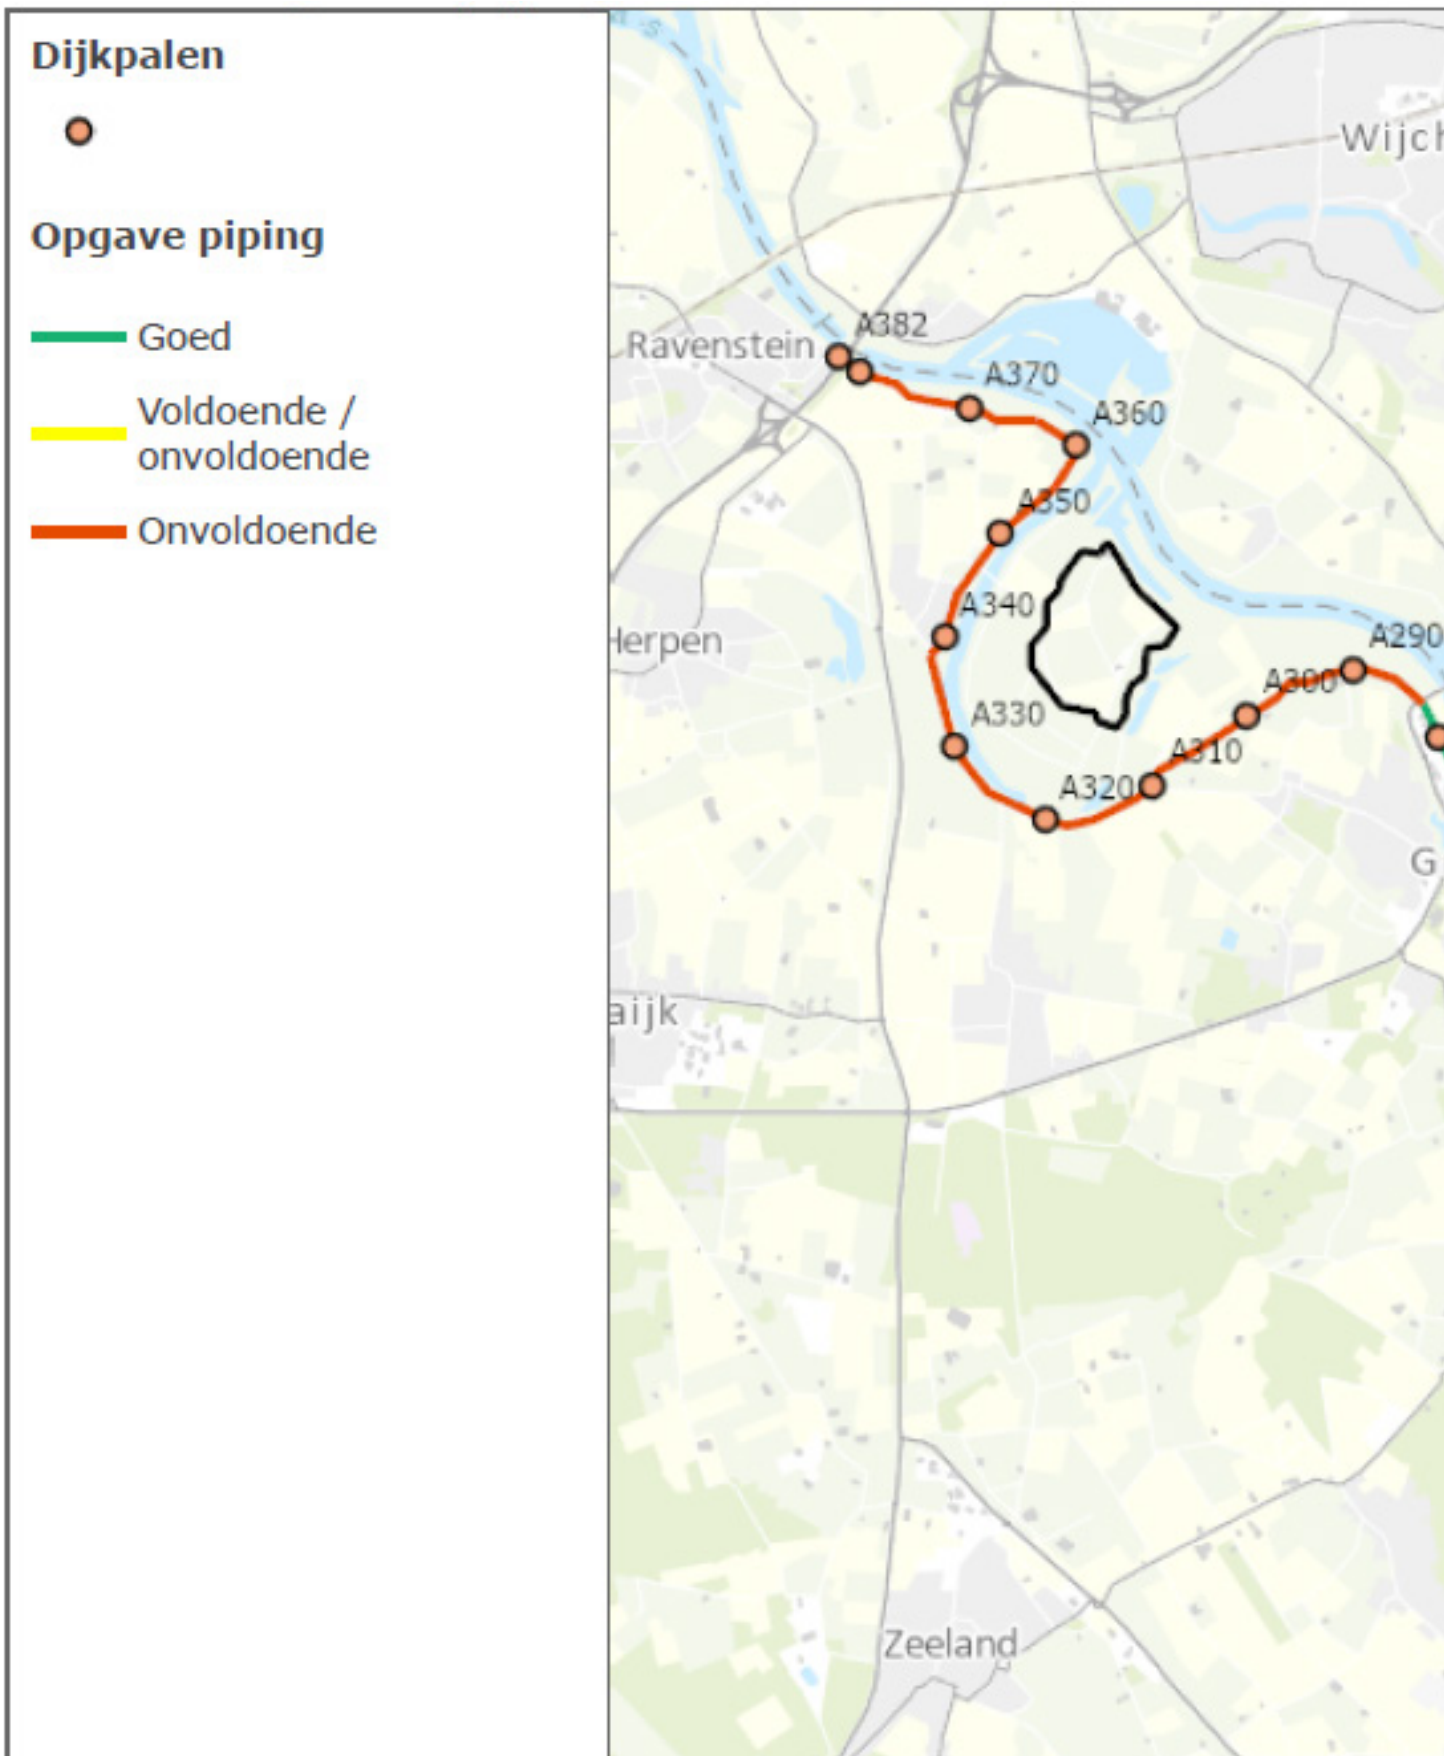 Dijkpalen
Opgave piping
Goed
Voldoende /
onvoldoende
Onvoldoende
Wijch
A382
Ravenstein
A370
A360
A350
A340
Herpen
A290
A300
A330
A310
A320
G
aijk
Zeeland